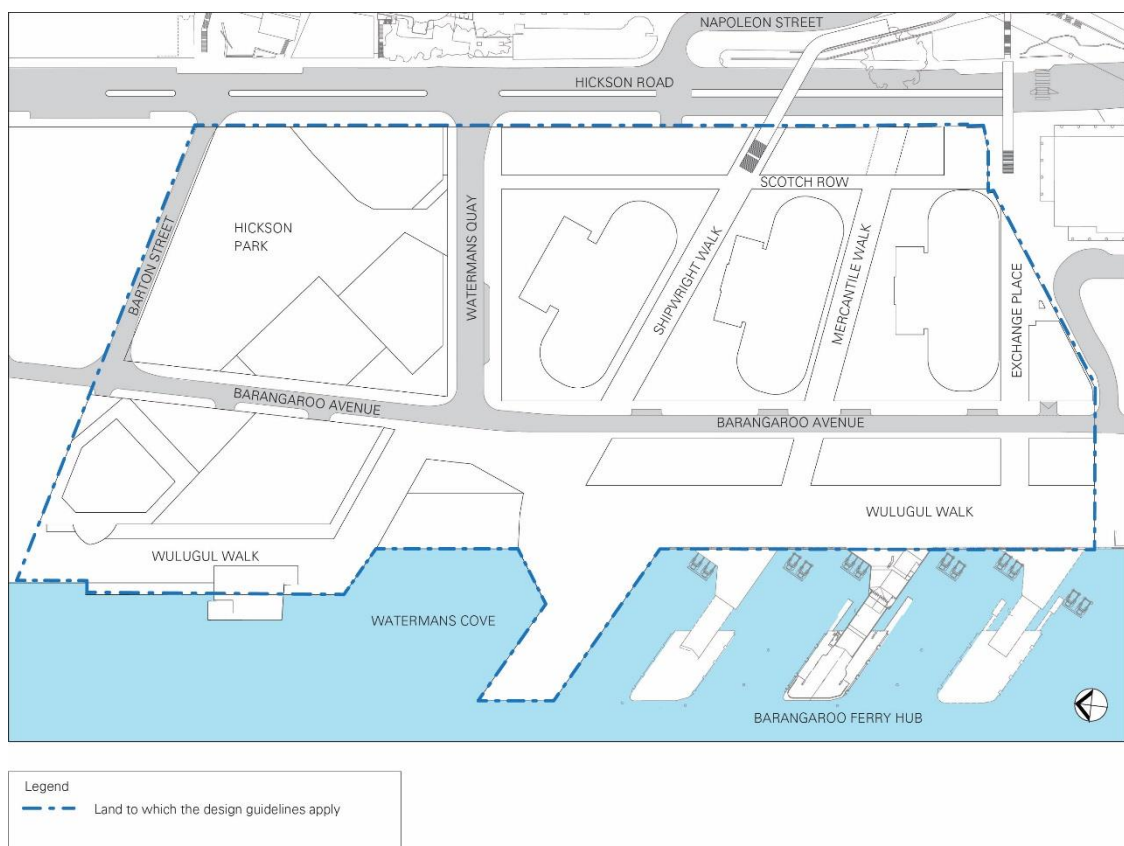 NAPOLEON STREET
HICKSON ROAD
SCOTCH ROW
HICKSON
PARK
WATERMANS QUAY
BARTON STREET
SHIPWRIGHT WALK
MERCANTILE WALK
EXCHANGE PLACE
BARANGAROO AVENUE
BARANGAROO AVENUE
WULUGUL WALK
WULUGUL WALK
WATERMANS COVE
BARANGAROO FERRY HUB
Legend
Land to which the design guidelines apply